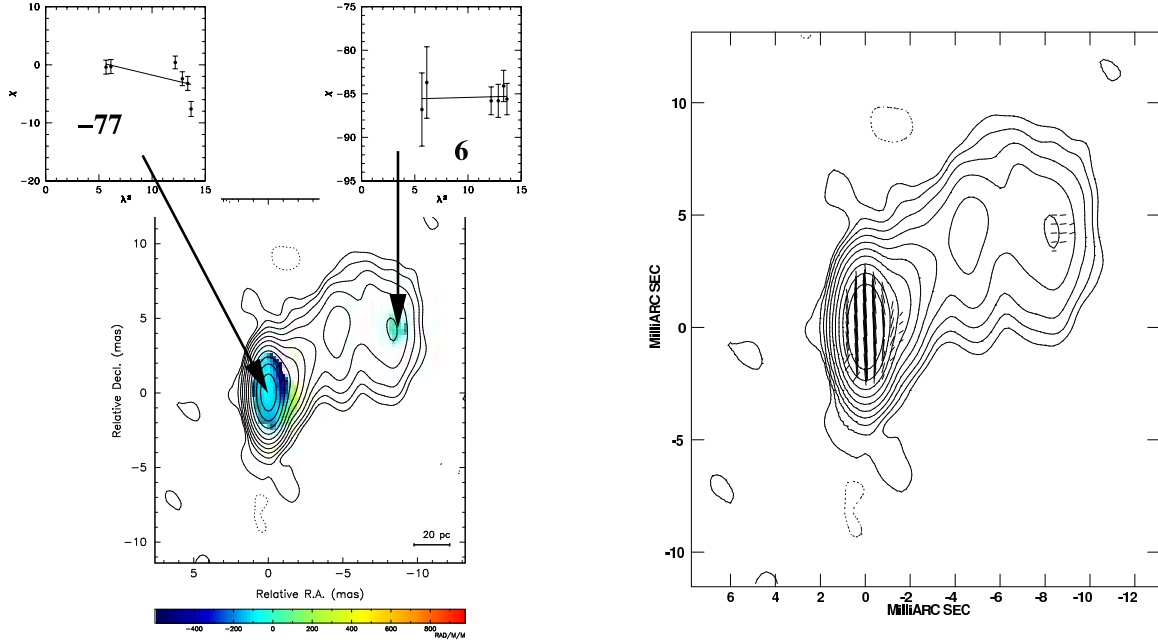 10
0
−10
−20
χ
0 5 10 15
λ²
−77
−75
−80
−85
−90
−95
χ
0 5 10 15
λ²
6
10
5
0
−5
−10
Relative Decl. (mas)
20 pc
5 0 −5 −10
Relative R.A. (mas)
−400 −200 0 200 400 600 800
RAD/M/M
10
5
0
-5
-10
MilliARC SEC
6 4 2 0 -2 -4 -6 -8 -10 -12
MilliARC SEC